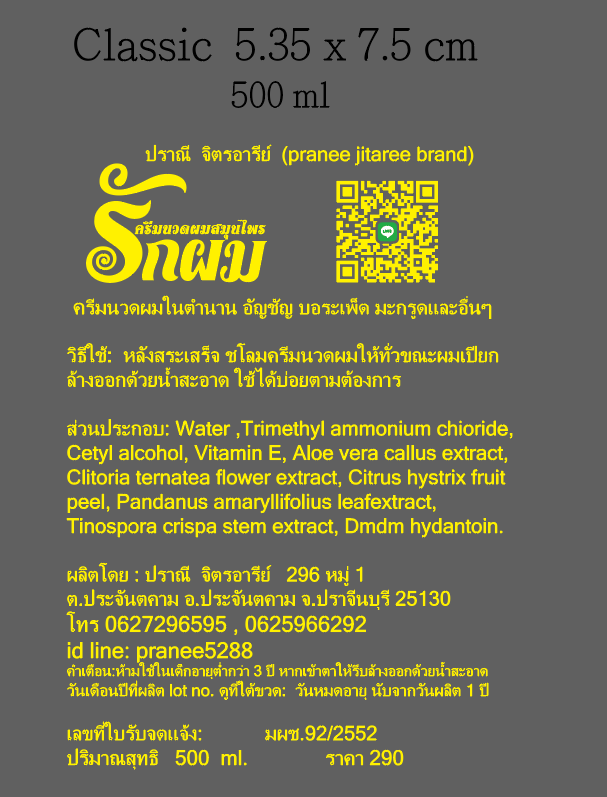 Classic 5.35 x 7.5 cm
500 ml
ปราณี จิตรอารีย์ (pranee jitaree brand)
ครีมนวดผมสมุนไพร
รักผม
LINE
ครีมนวดผมในตำนาน อัญชัญ บอระเพ็ด มะกรูดและอื่นๆ
วิธีใช้: หลังสระเสร็จ ชโลมครีมนวดผมให้ทั่วขณะผมเปียก
ล้างออกด้วยน้ำสะอาด ใช้ได้บ่อยตามต้องการ
ส่วนประกอบ: Water ,Trimethyl ammonium chioride,
Cetyl alcohol, Vitamin E, Aloe vera callus extract,
Clitoria ternatea flower extract, Citrus hystrix fruit
peel, Pandanus amaryllifolius leafextract,
Tinospora crispa stem extract, Dmdm hydantoin.
ผลิตโดย : ปราณี จิตรอารีย์ 296 หมู่ 1
ต.ประจันตคาม อ.ประจันตคาม จ.ปราจีนบุรี 25130
โทร 0627296595 , 0625966292
id line: pranee5288
คำเตือน:ห้ามใช้ในเด็กอายุต่ำกว่า 3 ปี หากเข้าตาให้รีบล้างออกด้วยน้ำสะอาด
วันเดือนปีที่ผลิต lot no. ดูที่ใต้ขวด: วันหมดอายุ นับจากวันผลิต 1 ปี
เลขที่ใบรับจดแจ้ง: มผช.92/2552
ปริมาณสุทธิ 500 ml. ราคา 290